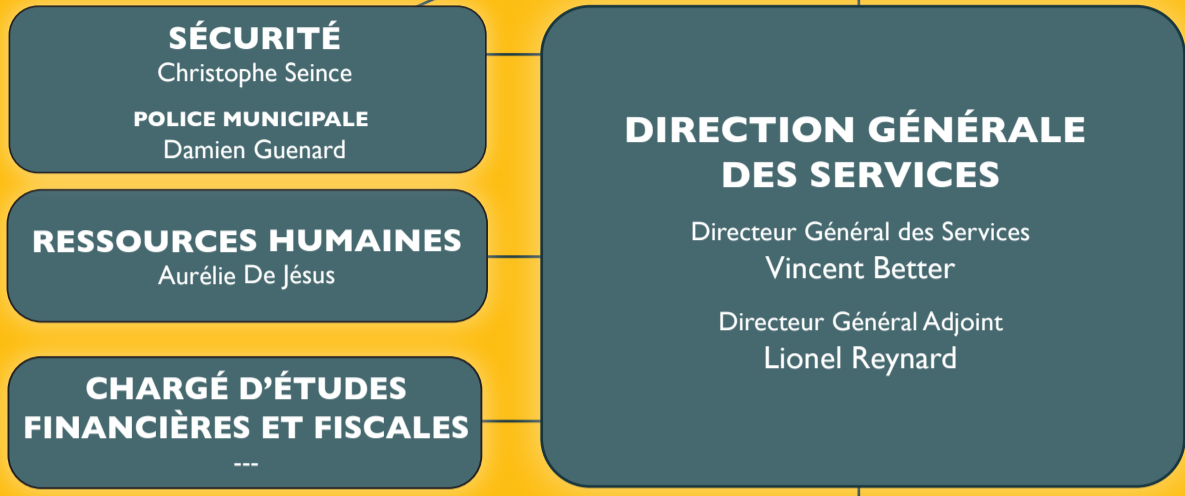 SÉCURITÉ
Christophe Seince
POLICE MUNICIPALE
Damien Guenard
RESSOURCES HUMAINES
Aurélie De Jésus
CHARGÉ D’ÉTUDES
FINANCIÈRES ET FISCALES
---
DIRECTION GÉNÉRALE
DES SERVICES
Directeur Général des Services
Vincent Better
Directeur Général Adjoint
Lionel Reynard